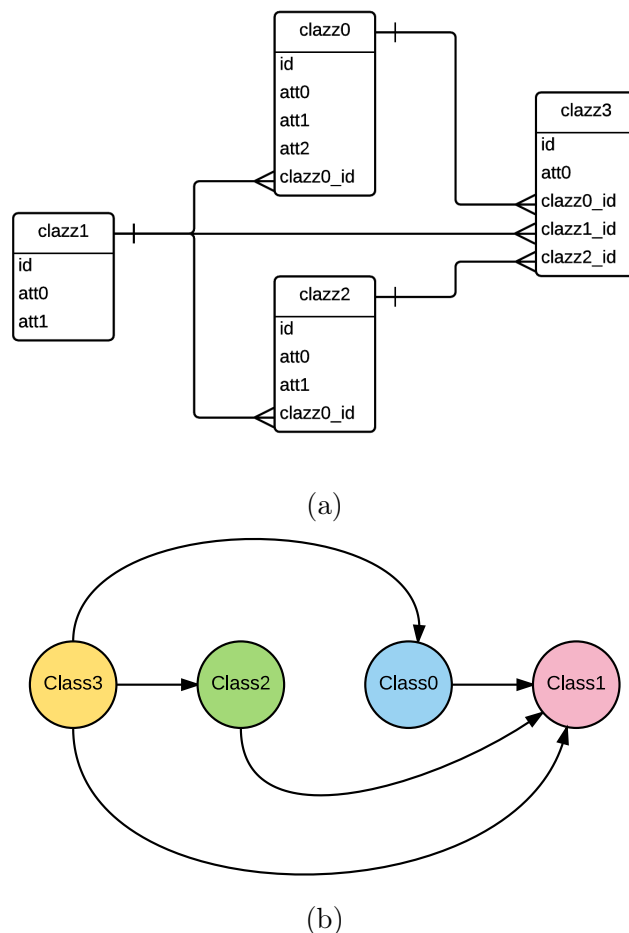 clazz0
id
att0
att1
att2
clazz0_id
clazz3
id
att0
clazz0_id
clazz1_id
clazz2_id
clazz1
id
att0
att1
clazz2
id
att0
att1
clazz0_id
(a)
Class3
Class2
Class0
Class1
(b)